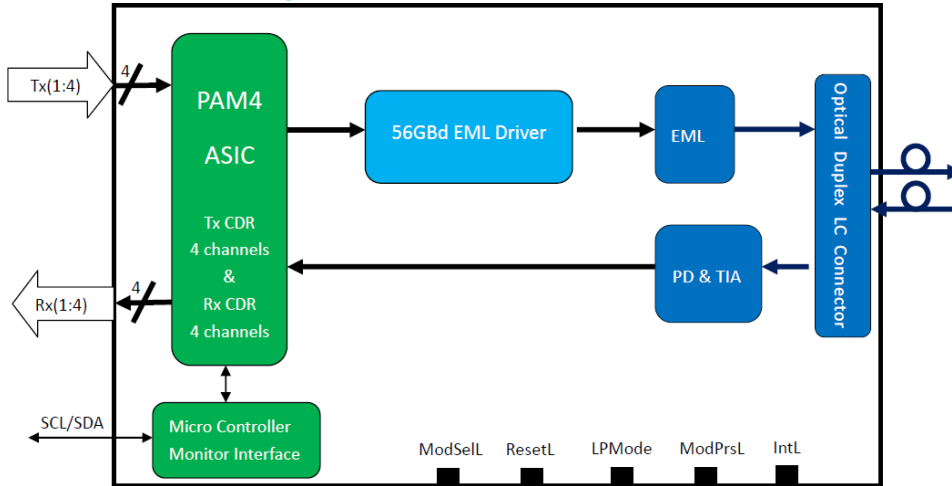 Tx(1:4)
4
PAM4
ASIC
Tx CDR
4 channels
&
Rx CDR
4 channels
56GBd EML Driver
EML
Optical Duplex LC Connector
PD & TIA
Rx(1:4)
4
SCL/SDA
Micro Controller
Monitor Interface
ModSelL
ResetL
LPMode
ModPrsL
IntL